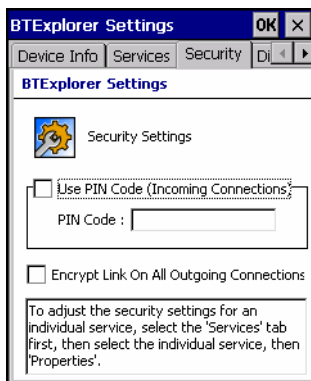 BTExplorer Settings OK ×
Device Info Services Security Di
BTExplorer Settings
Security Settings
Use PIN Code (Incoming Connections)
PIN Code :
Encrypt Link On All Outgoing Connections
To adjust the security settings for an
individual service, select the 'Services' tab
first, then select the individual service, then
'Properties'.